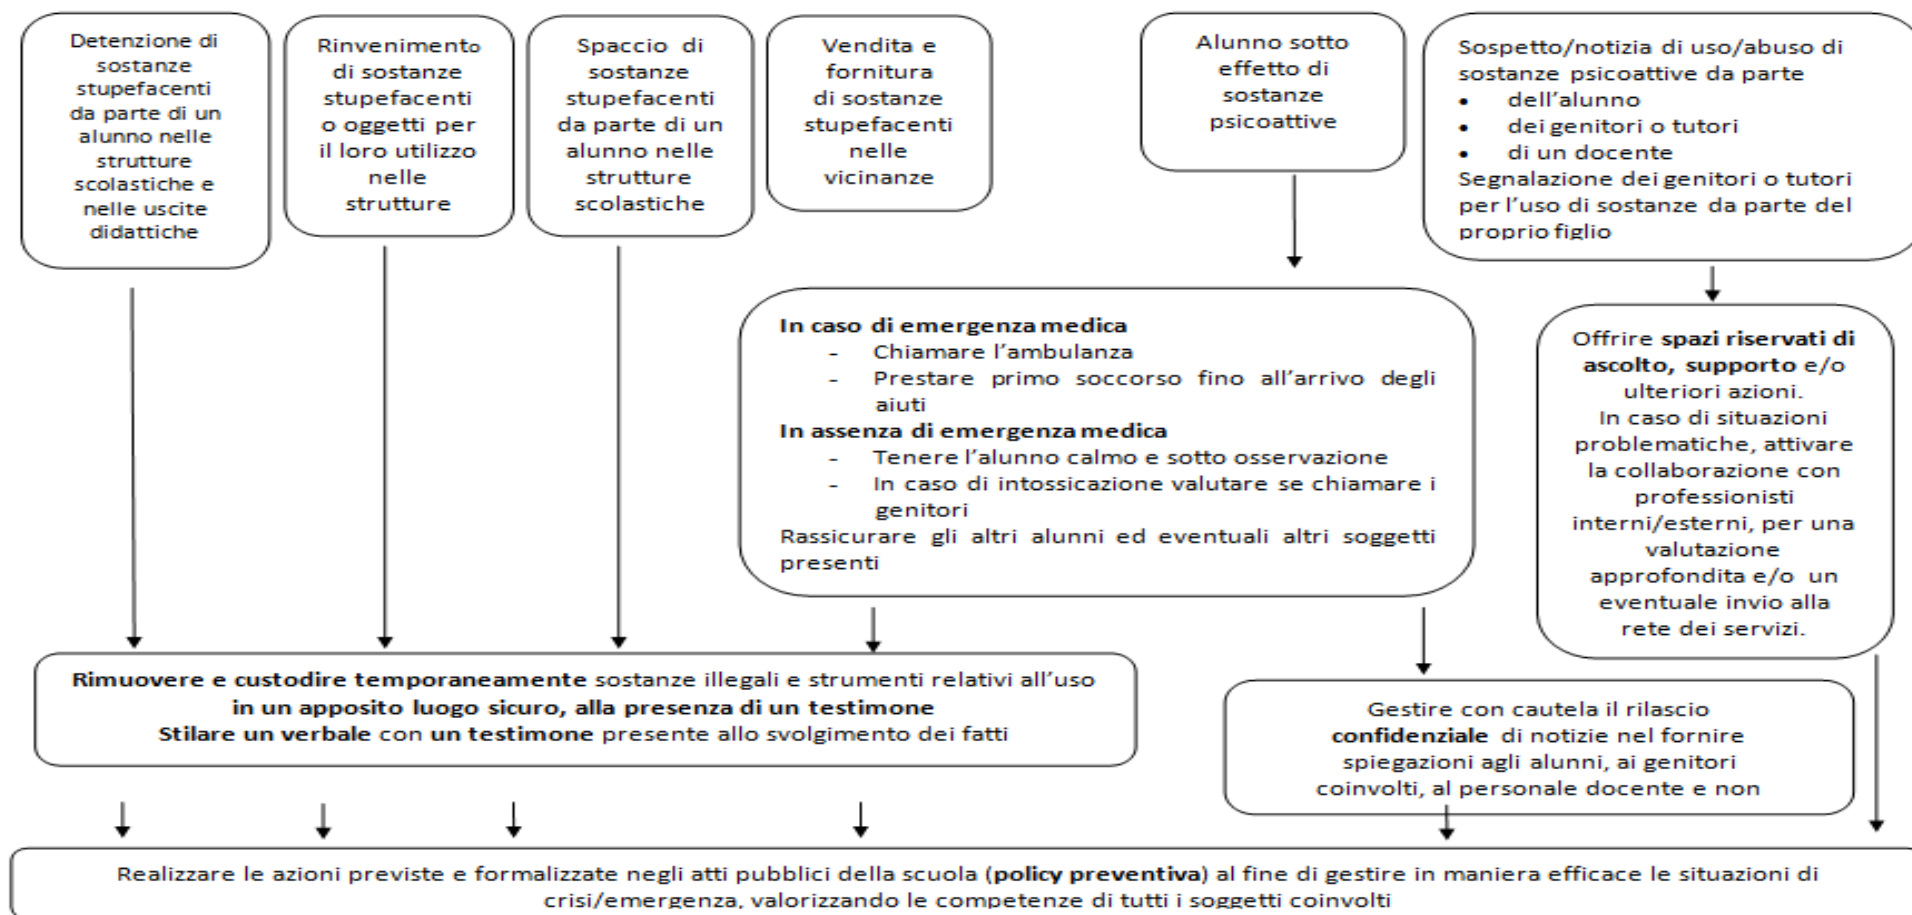 Detenzione di
sostanze
stupefacenti
da parte di un
alunno nelle
strutture
scolastiche e
nelle uscite
didattiche
Rinvenimento
di sostanze
stupefacenti
o oggetti per
il loro utilizzo
nelle
strutture
Spaccio di
sostanze
stupefacenti
da parte di un
alunno nelle
strutture
scolastiche
Vendita e
fornitura
di sostanze
stupefacenti
nelle
vicinanze
Alunno sotto
effetto di
sostanze
psicoattive
Sospetto/notizia di uso/abuso di
sostanze psicoattive da parte
• dell’alunno
• dei genitori o tutori
• di un docente
Segnalazione dei genitori o tutori
per l’uso di sostanze da parte del
proprio figlio
In caso di emergenza medica
- Chiamare l’ambulanza
- Prestare primo soccorso fino all’arrivo degli
aiuti
In assenza di emergenza medica
- Tenere l’alunno calmo e sotto osservazione
- In caso di intossicazione valutare se chiamare i
genitori
Rassicurare gli altri alunni ed eventuali altri soggetti
presenti
Offrire spazi riservati di
ascolto, supporto e/o
ulteriori azioni.
In caso di situazioni
problematiche, attivare
la collaborazione con
professionisti
interni/esterni, per una
valutazione
approfondita e/o un
eventuale invio alla
rete dei servizi.
Rimuovere e custodire temporaneamente sostanze illegali e strumenti relativi all’uso
in un apposito luogo sicuro, alla presenza di un testimone
Stilare un verbale con un testimone presente allo svolgimento dei fatti
Gestire con cautela il rilascio
confidenziale di notizie nel fornire
spiegazioni agli alunni, ai genitori
coinvolti, al personale docente e non
Realizzare le azioni previste e formalizzate negli atti pubblici della scuola (policy preventiva) al fine di gestire in maniera efficace le situazioni di
crisi/emergenza, valorizzando le competenze di tutti i soggetti coinvolti